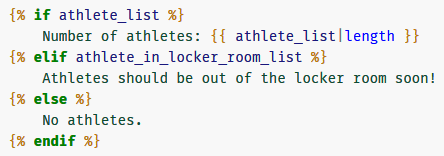 {% if athlete_list %}
    Number of athletes: {{ athlete_list|length }}
{% elif athlete_in_locker_room_list %}
    Athletes should be out of the locker room soon!
{% else %}
    No athletes.
{% endif %}